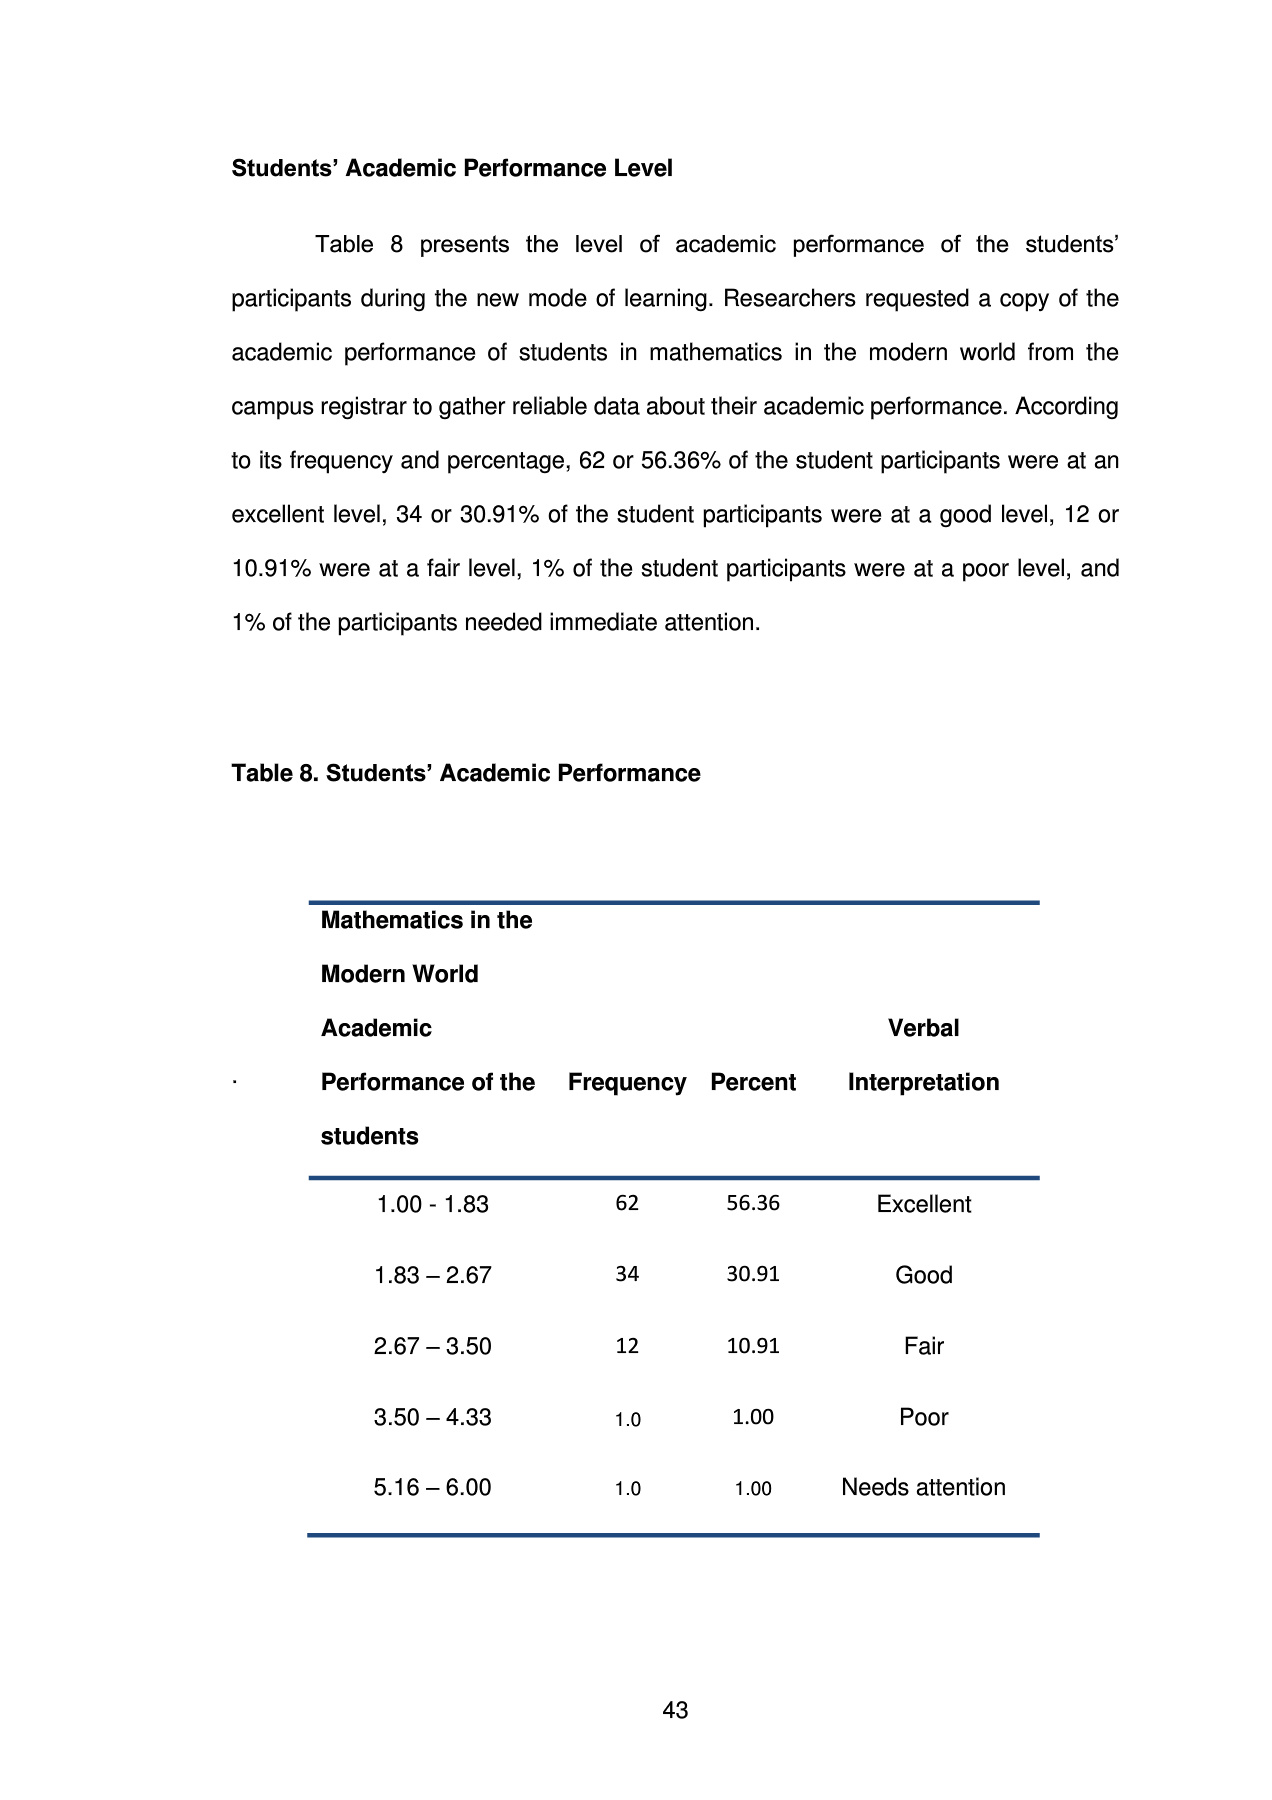 Students’ Academic Performance Level
Table 8 presents the level of academic performance of the students’
participants during the new mode of learning. Researchers requested a copy of the
academic performance of students in mathematics in the modern world from the
campus registrar to gather reliable data about their academic performance. According
to its frequency and percentage, 62 or 56.36% of the student participants were at an
excellent level, 34 or 30.91% of the student participants were at a good level, 12 or
10.91% were at a fair level, 1% of the student participants were at a poor level, and
1% of the participants needed immediate attention.
Table 8. Students’ Academic Performance
Mathematics in the
Modern World
Academic Verbal
. Performance of the Frequency Percent Interpretation
students
1.00 - 1.83 62 56.36 Excellent
1.83 – 2.67 34 30.91 Good
2.67 – 3.50 12 10.91 Fair
3.50 – 4.33 1.0 1.00 Poor
5.16 – 6.00 1.0 1.00 Needs attention
43